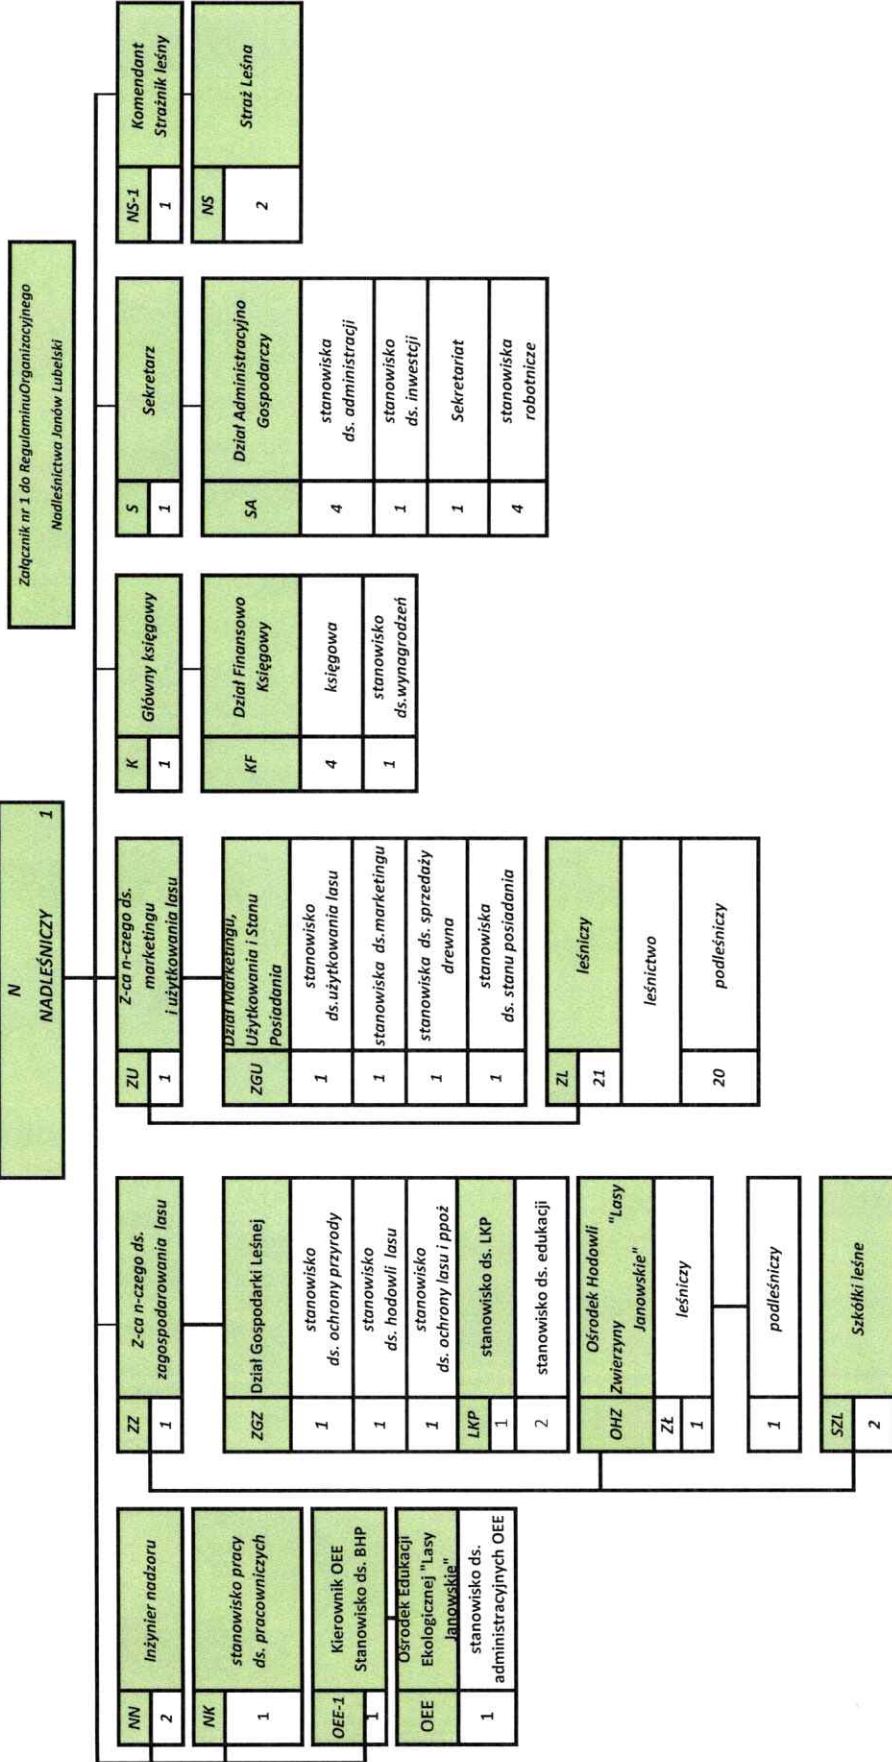 Załącznik nr 1 do RegulaminuOrganizacyjnego
Nadleśnictwa Janów Lubelski
N
NADLEŚNICZY 1
NN
Inżynier nadzoru
2
NK
stanowisko pracy
ds. pracowniczych
1
OEE-1
Kierownik OEE
Stanowisko ds. BHP
1
OEE
Ośrodek Edukacji
Ekologicznej "Lasy
Janowskie"
1
stanowisko ds.
administracyjnych OEE
ZZ
Z-ca n-czego ds.
zagospodarowania lasu
1
ZGZ
Dział Gospodarki Leśnej
1
stanowisko
ds. ochrony przyrody
1
stanowisko
ds. hodowli lasu
1
stanowisko
ds. ochrony lasu i ppoż
LKP
stanowisko ds. LKP
1
2
stanowisko ds. edukacji
OHZ
Ośrodek Hodowli
Zwierzyny "Lasy
Janowskie"
ZŁ
leśniczy
1
1
podleśniczy
SZL
Szkółki leśne
2
ZU
Z-ca n-czego ds.
marketingu
i użytkowania lasu
1
ZGU
Dział Marketingu,
Użytkowania i Stanu
Posiadania
1
stanowisko
ds.użytkowania lasu
1
stanowiska ds.marketingu
1
stanowiska ds. sprzedaży
drewna
1
stanowiska
ds. stanu posiadania
ZL
leśniczy
21
leśnictwo
20
podleśniczy
K
Główny księgowy
1
KF
Dział Finansowo
Księgowy
4
księgowa
1
stanowisko
ds.wynagrodzeń
S
Sekretarz
1
SA
Dział Administracyjno
Gospodarczy
4
stanowiska
ds. administracji
1
stanowisko
ds. inwestcji
1
Sekretariat
4
stanowiska
robotnicze
NS-1
Komendant
Strażnik leśny
1
NS
Straż Leśna
2